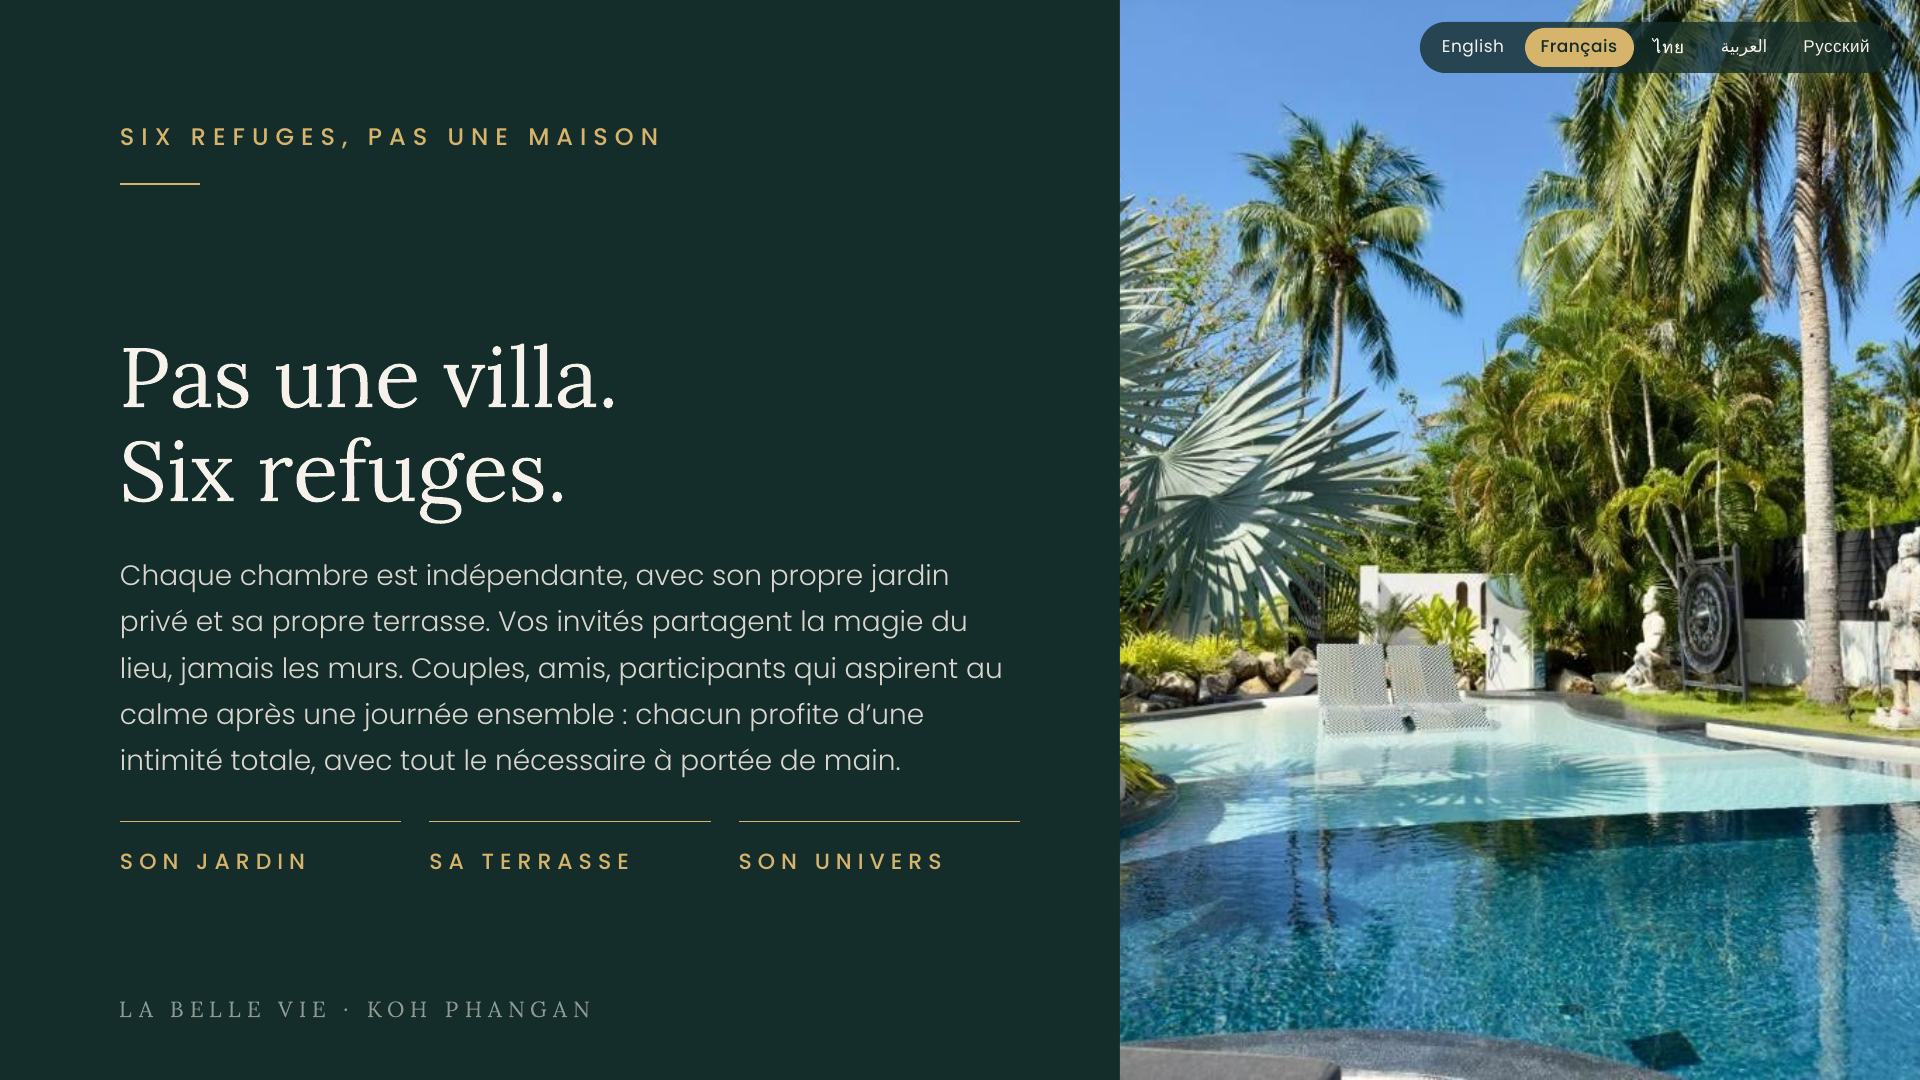 English Français ไทย العربية Русский
SIX REFUGES, PAS UNE MAISON
Pas une villa.
Six refuges.
Chaque chambre est indépendante, avec son propre jardin
privé et sa propre terrasse. Vos invités partagent la magie du
lieu, jamais les murs. Couples, amis, participants qui aspirent au
calme après une journée ensemble : chacun profite d’une
intimité totale, avec tout le nécessaire à portée de main.
SON JARDIN SA TERRASSE SON UNIVERS
LA BELLE VIE · KOH PHANGAN